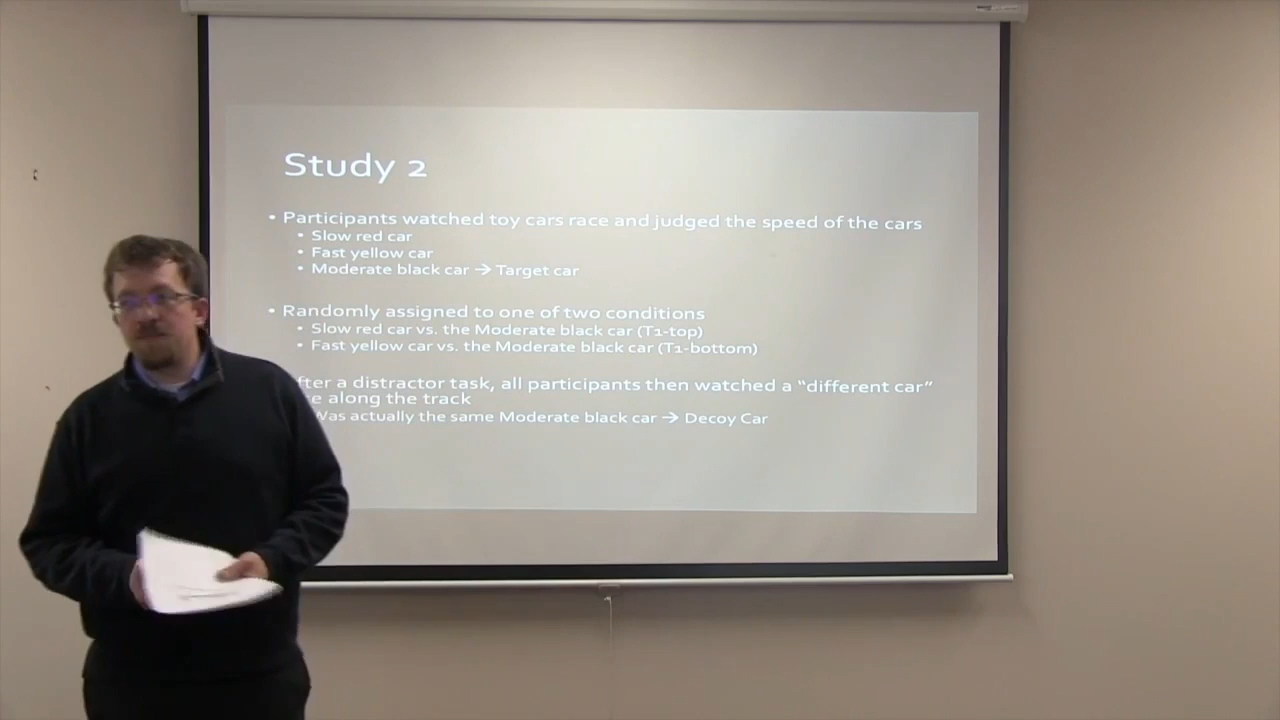 Study 2
• Participants watched toy cars race and judged the speed of the cars
• Slow red car
• Fast yellow car
• Moderate black car → Target car
• Randomly assigned to one of two conditions
• Slow red car vs. the Moderate black car (T1-top)
• Fast yellow car vs. the Moderate black car (T1-bottom)
a distractor task, all participants then watched a “different car”
along the track
Was actually the same Moderate black car → Decoy Car